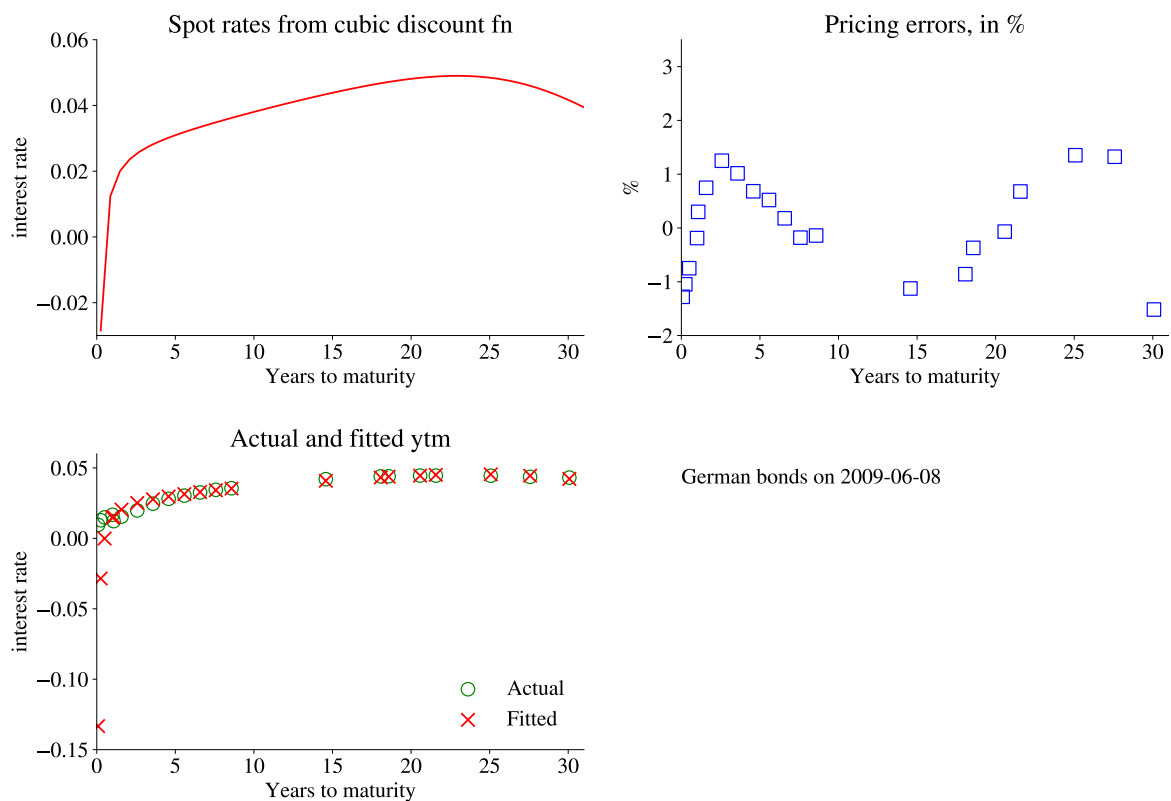 Spot rates from cubic discount fn
0.06
0.04
0.02
0.00
−0.02
interest rate
0 5 10 15 20 25 30
Years to maturity
Pricing errors, in %
3
2
1
0
−1
−2
%
0 5 10 15 20 25 30
Years to maturity
Actual and fitted ytm
0.05
0.00
−0.05
−0.10
−0.15
interest rate
Actual
Fitted
0 5 10 15 20 25 30
Years to maturity
German bonds on 2009-06-08